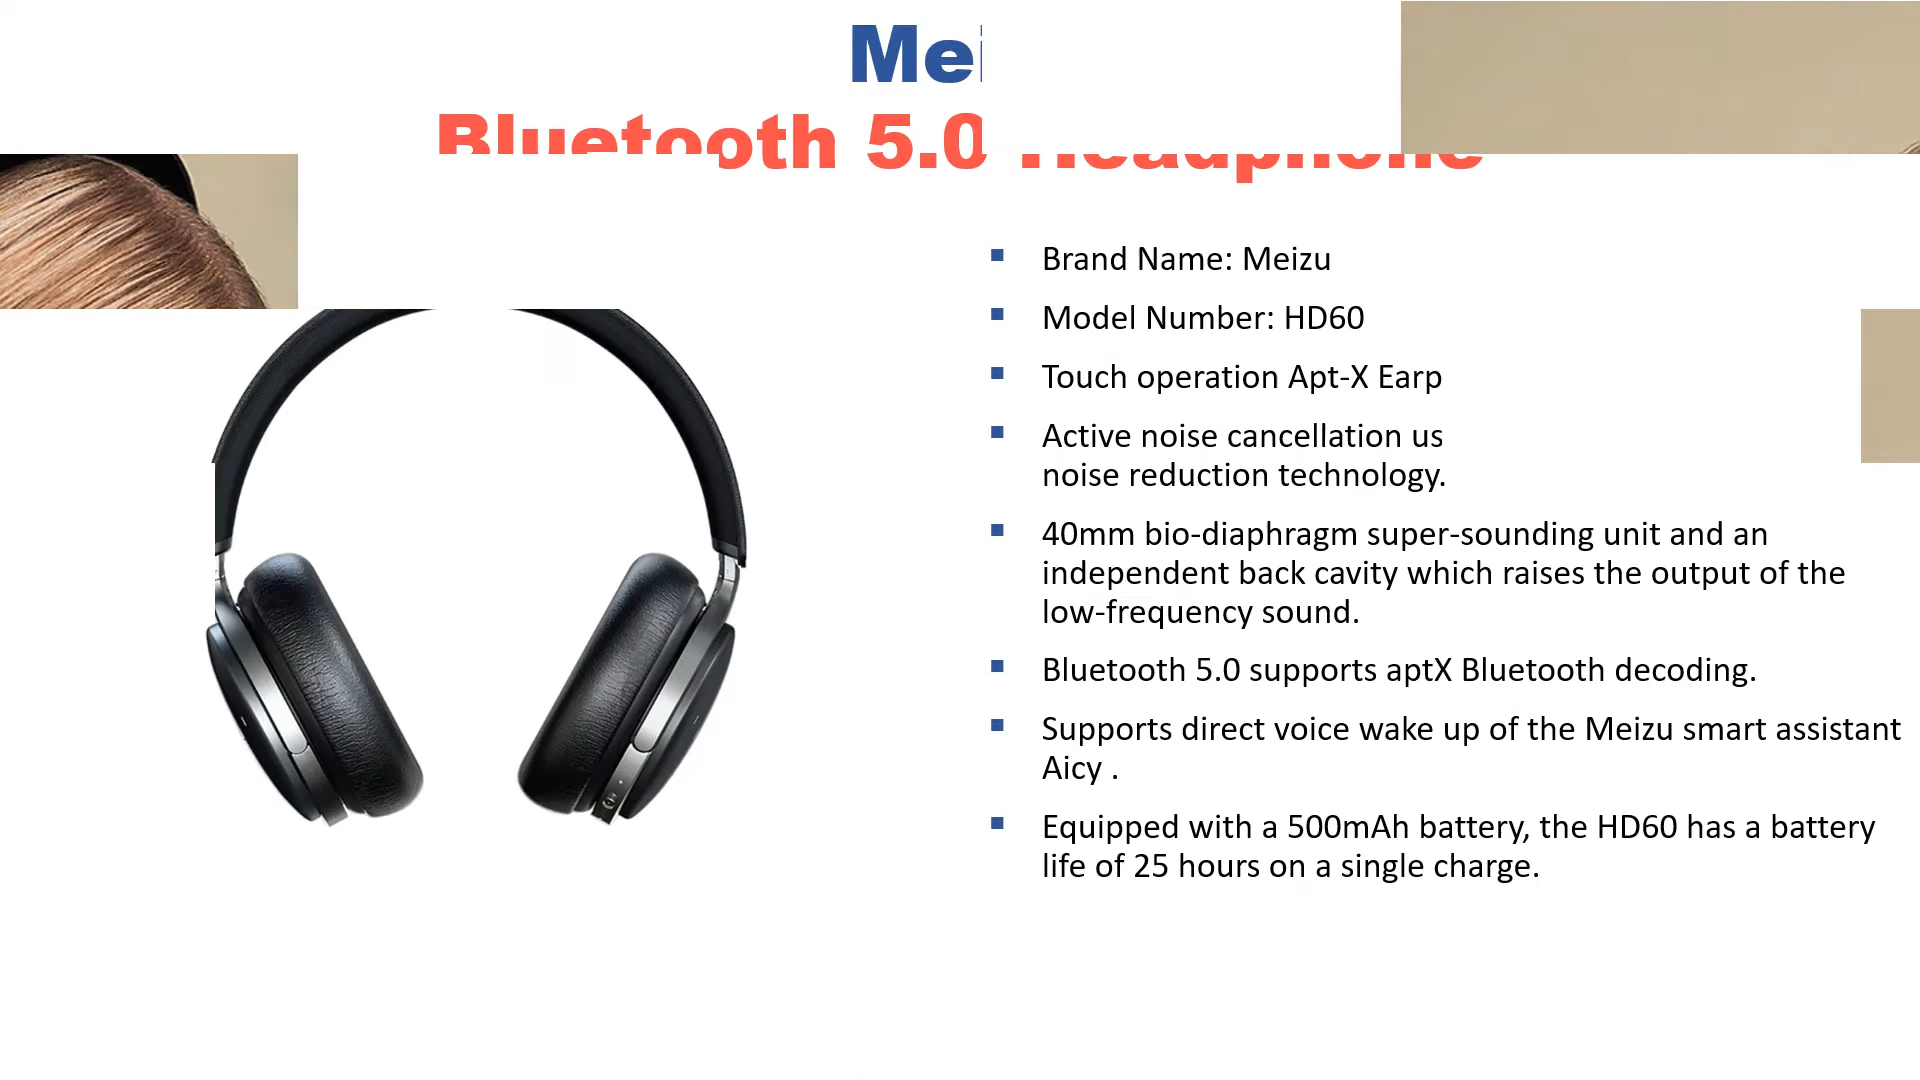 Mei
Bluetooth 5.0 Headphone
Brand Name: Meizu
Model Number: HD60
Touch operation Apt-X Earp
Active noise cancellation us
noise reduction technology.
40mm bio-diaphragm super-sounding unit and an
independent back cavity which raises the output of the
low-frequency sound.
Bluetooth 5.0 supports aptX Bluetooth decoding.
Supports direct voice wake up of the Meizu smart assistant
Aicy .
Equipped with a 500mAh battery, the HD60 has a battery
life of 25 hours on a single charge.